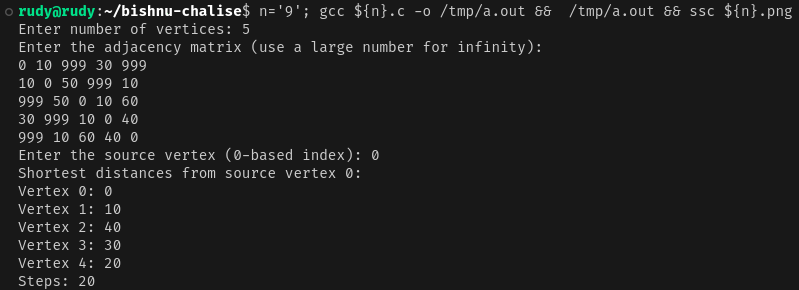 rudy@rudy:~/bishnu-chalise$ n='9'; gcc ${n}.c -o /tmp/a.out &&  /tmp/a.out && ssc ${n}.png
Enter number of vertices: 5
Enter the adjacency matrix (use a large number for infinity):
0 10 999 30 999
10 0 50 999 10
999 50 0 10 60
30 999 10 0 40
999 10 60 40 0
Enter the source vertex (0-based index): 0
Shortest distances from source vertex 0:
Vertex 0: 0
Vertex 1: 10
Vertex 2: 40
Vertex 3: 30
Vertex 4: 20
Steps: 20